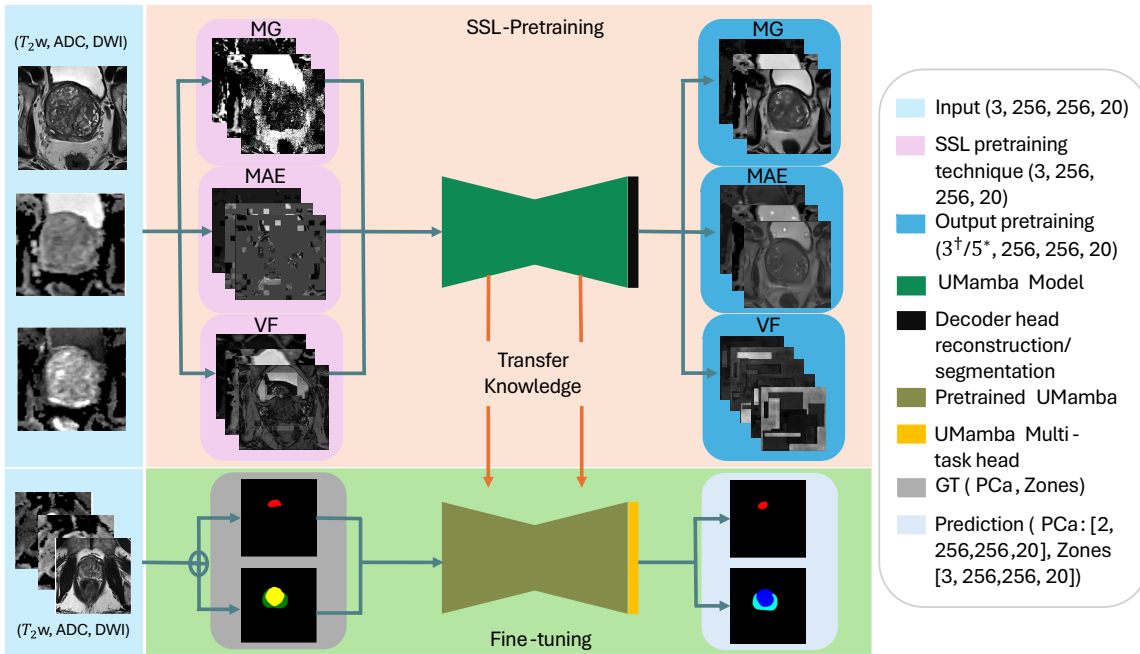 (T₂w, ADC, DWI)
SSL-Pretraining
MG
MAE
VF
MG
MAE
VF
Transfer
Knowledge
(T₂w, ADC, DWI)
Fine-tuning
Input (3, 256, 256, 20)
SSL pretraining
technique (3, 256,
256, 20)
Output pretraining
(3†/5*, 256, 256, 20)
UMamba Model
Decoder head
reconstruction/
segmentation
Pretrained UMamba
UMamba Multi-
task head
GT ( PCa, Zones)
Prediction ( PCa: [2,
256,256,20], Zones
[3, 256,256, 20])